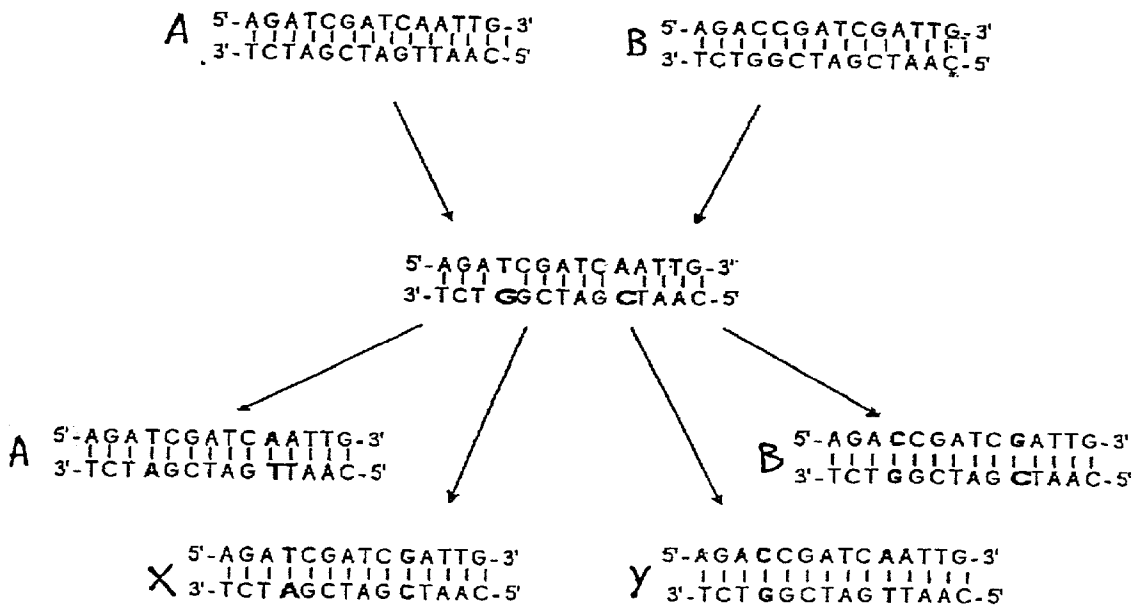 A 5'-AGATCGATCAATTG-3'
3'-TCTAGCTAGTTAAC-5'
B 5'-AGACCGATCGATTG-3'
3'-TCTGGCTAGCTAAC-5'
5'-AGATCGATCAATTG-3'
3'-TCTGGCTAGCTAAC-5'
A 5'-AGATCGATCAATTG-3'
3'-TCTAGCTAGTTAAC-5'
B 5'-AGACCGATCGATTG-3'
3'-TCTGGCTAGCTAAC-5'
X 5'-AGATCGATCGATTG-3'
3'-TCTAGCTAGCTAAC-5'
Y 5'-AGACCGATCAATTG-3'
3'-TCTGGCTAGTTAAC-5'